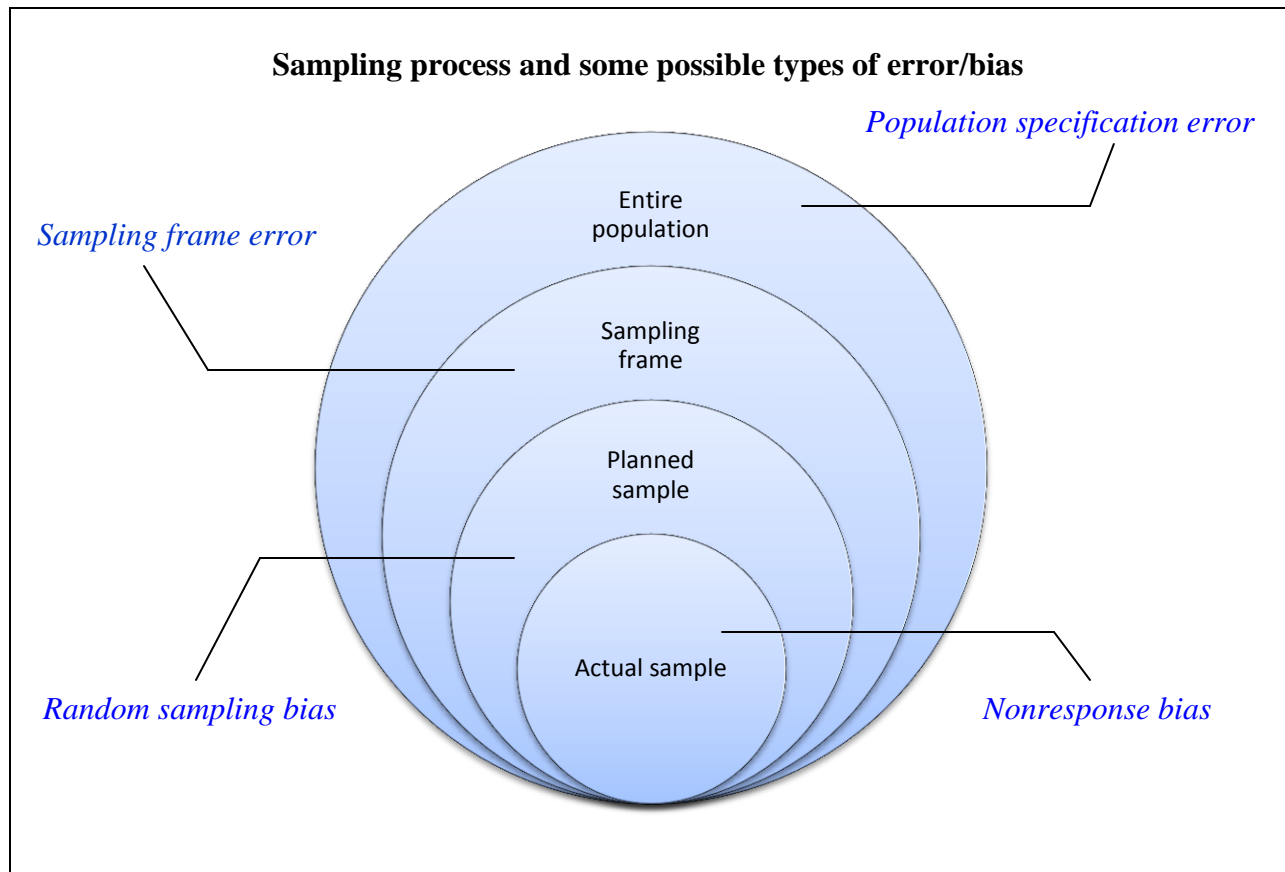 Sampling process and some possible types of error/bias
Population specification error
Entire
population
Sampling frame error
Sampling
frame
Planned
sample
Actual sample
Random sampling bias
Nonresponse bias